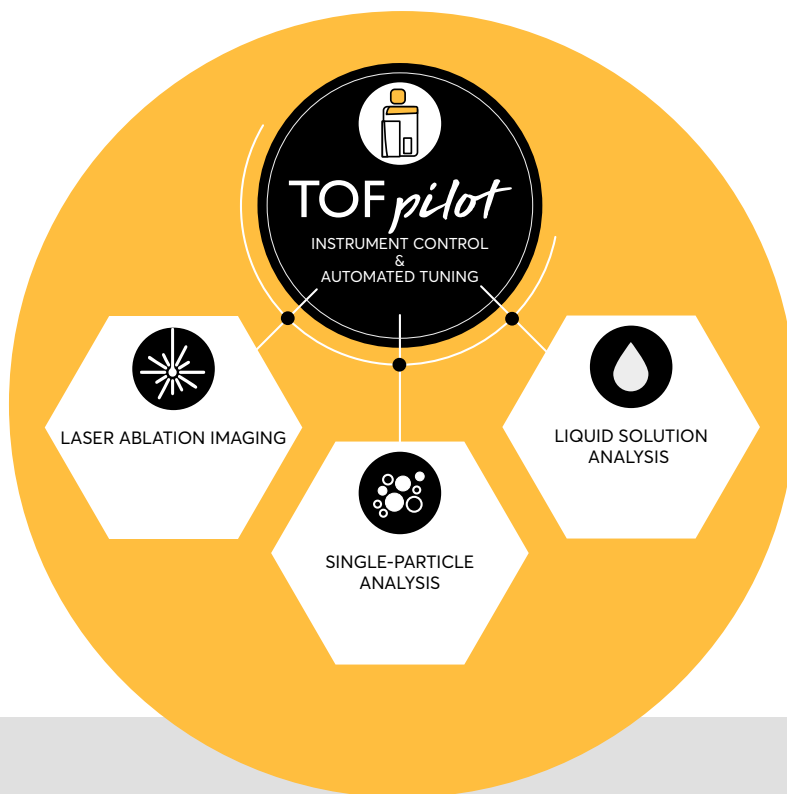 TOFpilot
INSTRUMENT CONTROL
&
AUTOMATED TUNING
LASER ABLATION IMAGING
LIQUID SOLUTION
ANALYSIS
SINGLE-PARTICLE
ANALYSIS